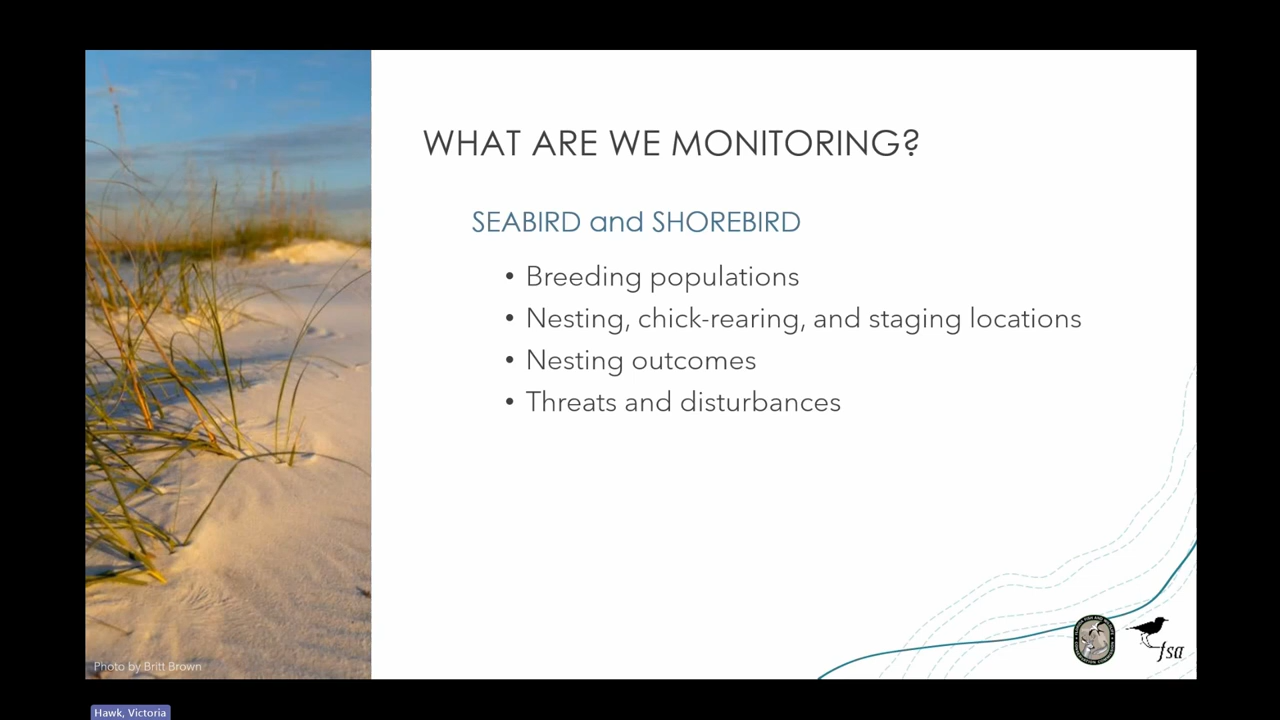 WHAT ARE WE MONITORING?
SEABIRD and SHOREBIRD
• Breeding populations
• Nesting, chick-rearing, and staging locations
• Nesting outcomes
• Threats and disturbances
Photo by Britt Brown
fsa
Hawk, Victoria